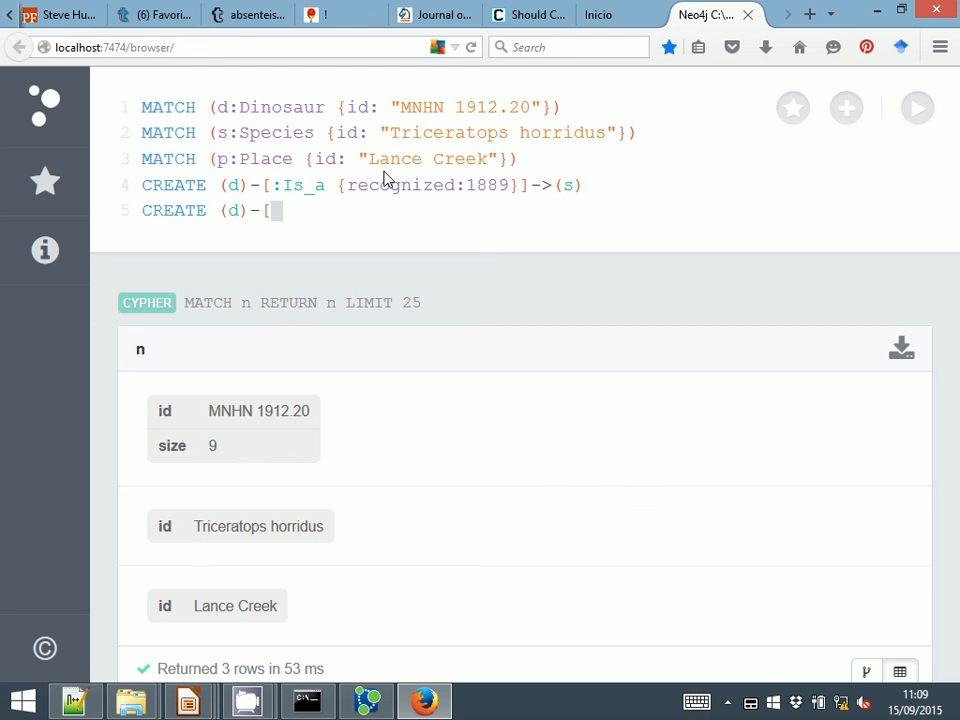 Steve Hu...
(6) Favori...
absenteis...
!
Journal o...
Should C...
Inicio
Neo4j C:\...
localhost:7474/browser/
Search
1 MATCH (d:Dinosaur {id: "MNHN 1912.20"})
2 MATCH (s:Species {id: "Triceratops horridus"})
3 MATCH (p:Place {id: "Lance Creek"})
4 CREATE (d)-[:Is_a {recognized:1889}]->(s)
5 CREATE (d)-[
CYPHER MATCH n RETURN n LIMIT 25
n
id MNHN 1912.20
size 9
id Triceratops horridus
id Lance Creek
Returned 3 rows in 53 ms
11:09
15/09/2015